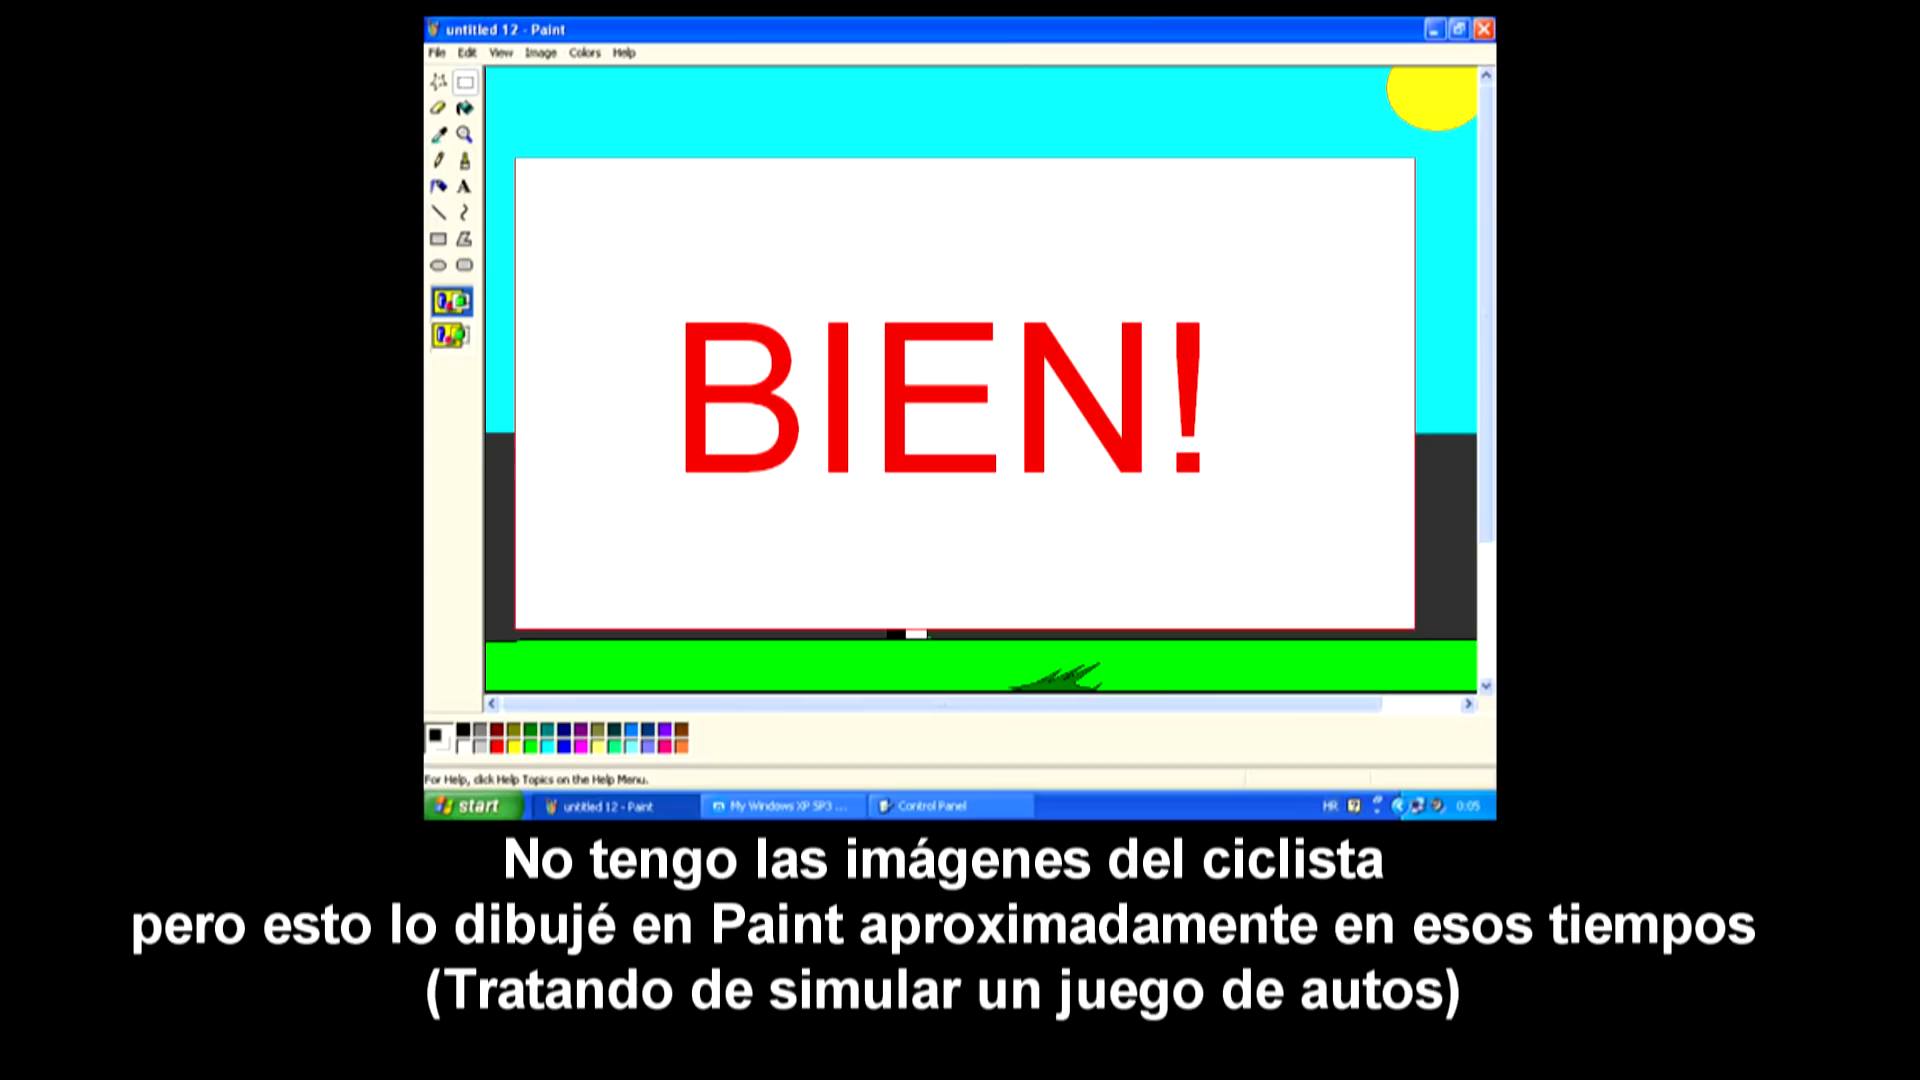 untitled 12 - Paint
File Edit View Image Colors Help
BIEN!
For Help, click Help Topics on the Help Menu.
start untitled 12 - Paint My Windows XP SP3 ... Control Panel HR 0:05
No tengo las imágenes del ciclista
pero esto lo dibujé en Paint aproximadamente en esos tiempos
(Tratando de simular un juego de autos)